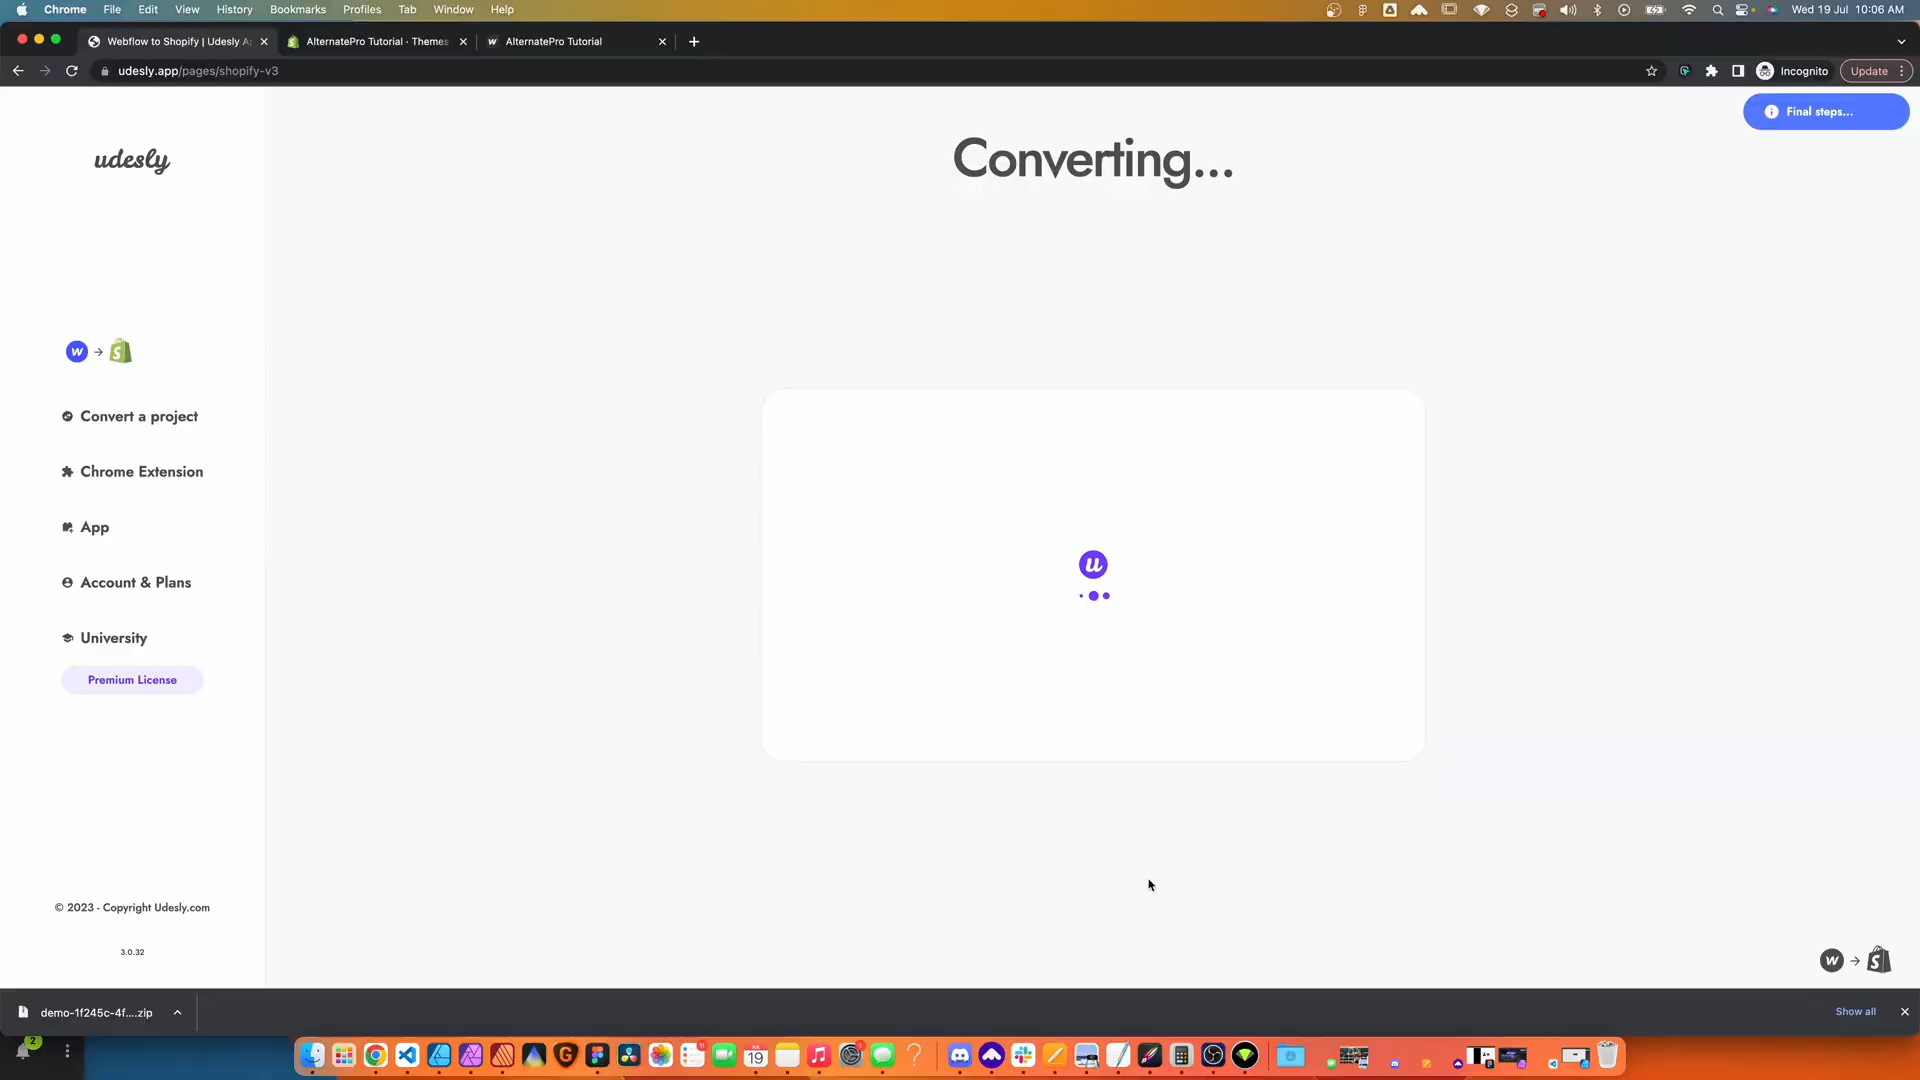 Chrome File Edit View History Bookmarks Profiles Tab Window Help Wed 19 Jul 10:06 AM
Webflow to Shopify | Udesly A
AlternatePro Tutorial · Themes
AlternatePro Tutorial
udesly.app/pages/shopify-v3
Incognito
Update
Final steps...
udesly
Converting...
Convert a project
Chrome Extension
App
Account & Plans
University
Premium License
u
© 2023 - Copyright Udesly.com
3.0.32
demo-1f245c-4f....zip
Show all
2
19